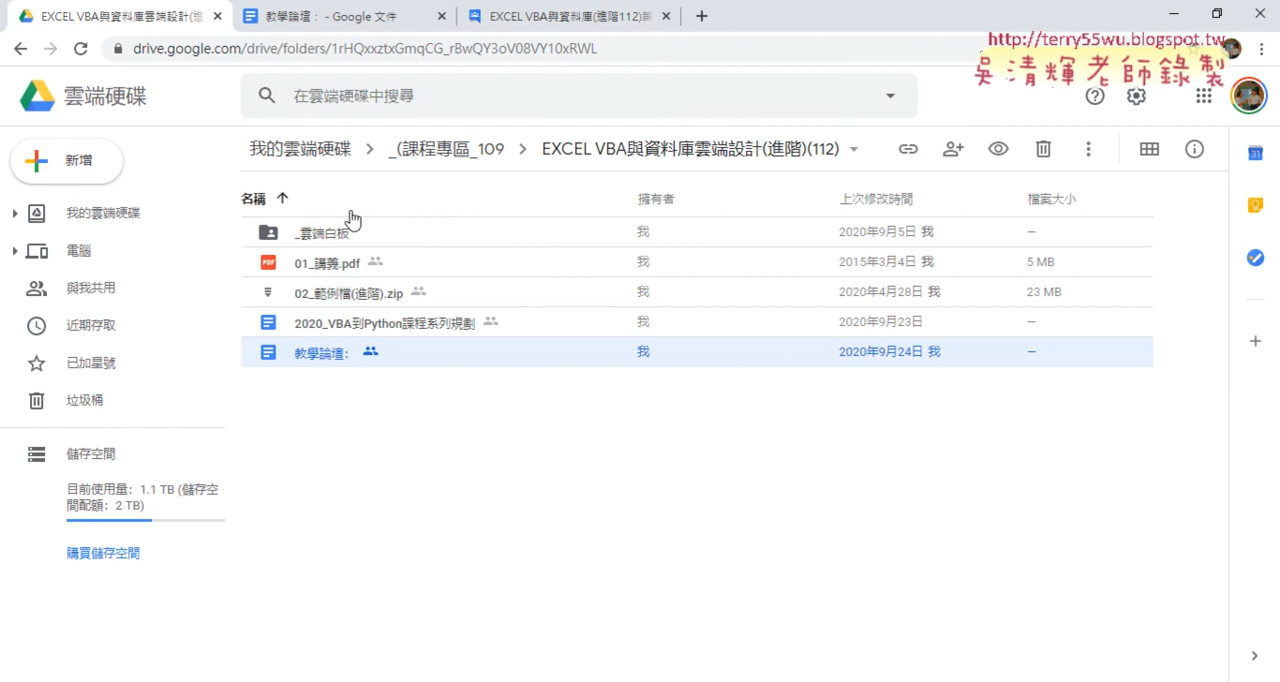 EXCEL VBA與資料庫雲端設計(進
教學論壇： - Google 文件
EXCEL VBA與資料庫(進階112)
drive.google.com/drive/folders/1rHQxxztxGmqCG_rBwQY3oV08VY10xRWL
http://terry55wu.blogspot.tw
吳清輝老師錄製
雲端硬碟
在雲端硬碟中搜尋
新增
我的雲端硬碟 > _(課程專區_109 > EXCEL VBA與資料庫雲端設計(進階)(112)
名稱 擁有者 上次修改時間 檔案大小
_雲端白板 我 2020年9月5日 我 –
01_講義.pdf 我 2015年3月4日 我 5 MB
02_範例檔(進階).zip 我 2020年4月28日 我 23 MB
2020_VBA到Python課程系列規劃 我 2020年9月23日 –
教學論壇： 我 2020年9月24日 我 –
我的雲端硬碟
電腦
與我共用
近期存取
已加星號
垃圾桶
儲存空間
目前使用量：1.1 TB (儲存空
間配額：2 TB)
購買儲存空間
PDF
31